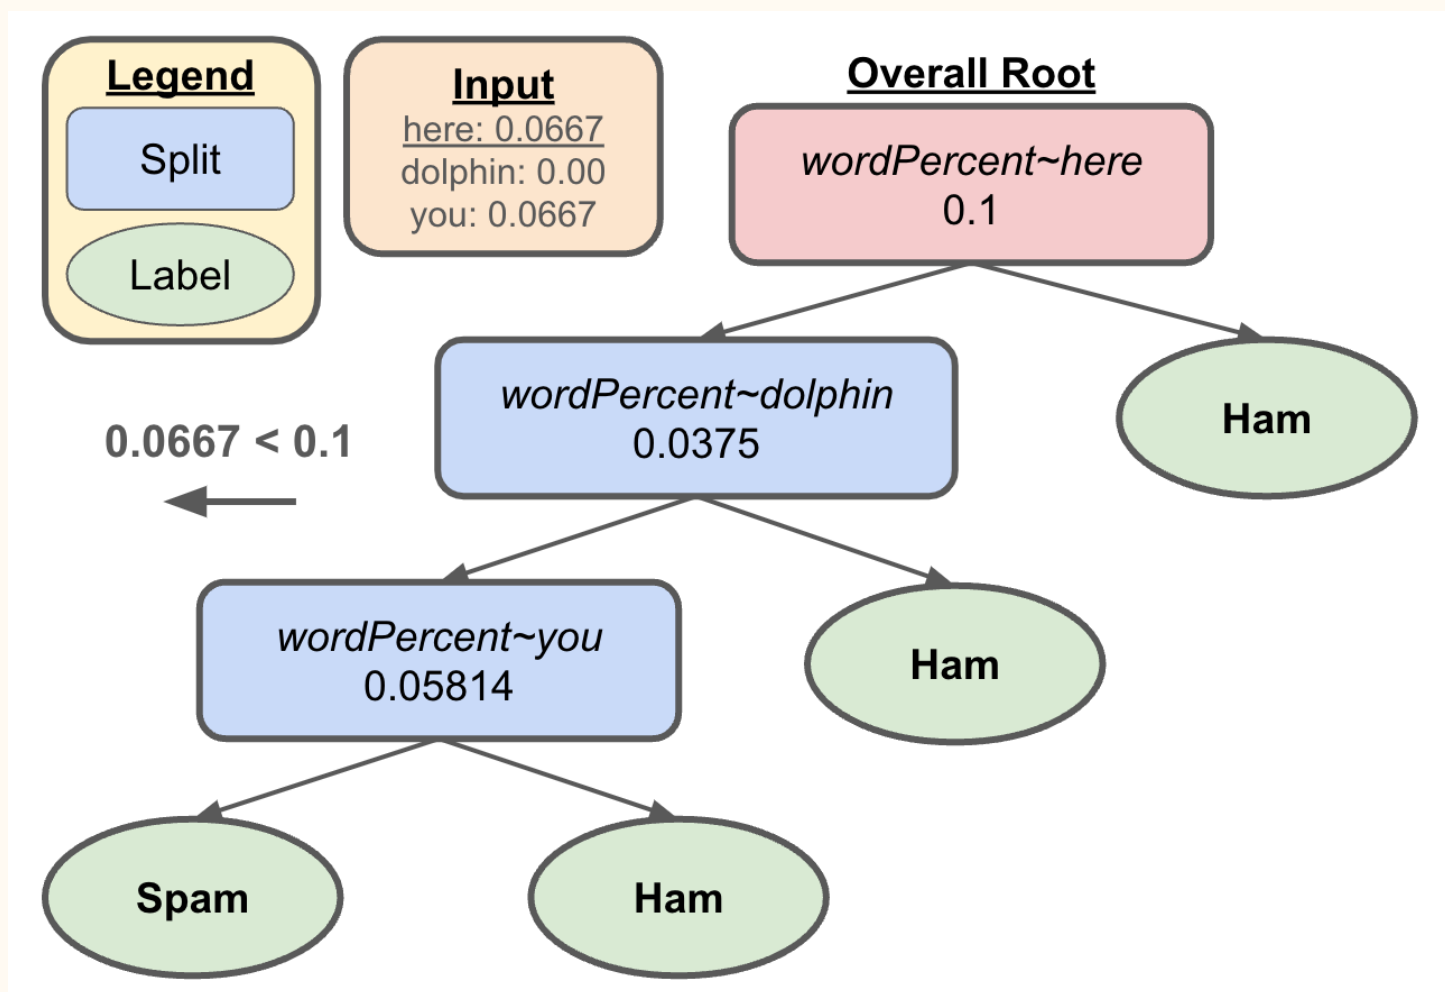 Legend
Split
Label
Input
here: 0.0667
dolphin: 0.00
you: 0.0667
Overall Root
wordPercent~here
0.1
wordPercent~dolphin
0.0375
Ham
0.0667 < 0.1
wordPercent~you
0.05814
Ham
Spam
Ham